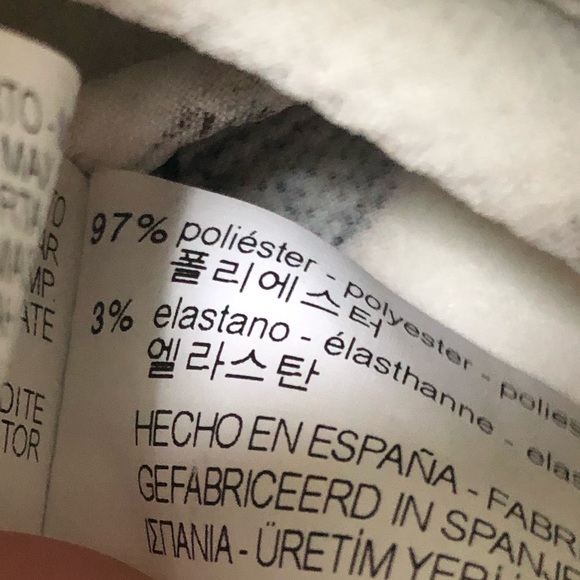 97% poliéster - polyester - polies
폴리에스터
3% elastano - élasthanne - elas
엘라스탄
HECHO EN ESPAÑA - FABR
GEFABRICEERD IN SPANJE
ΙΣΠΑΝΙΑ - ÜRETİM YERİ